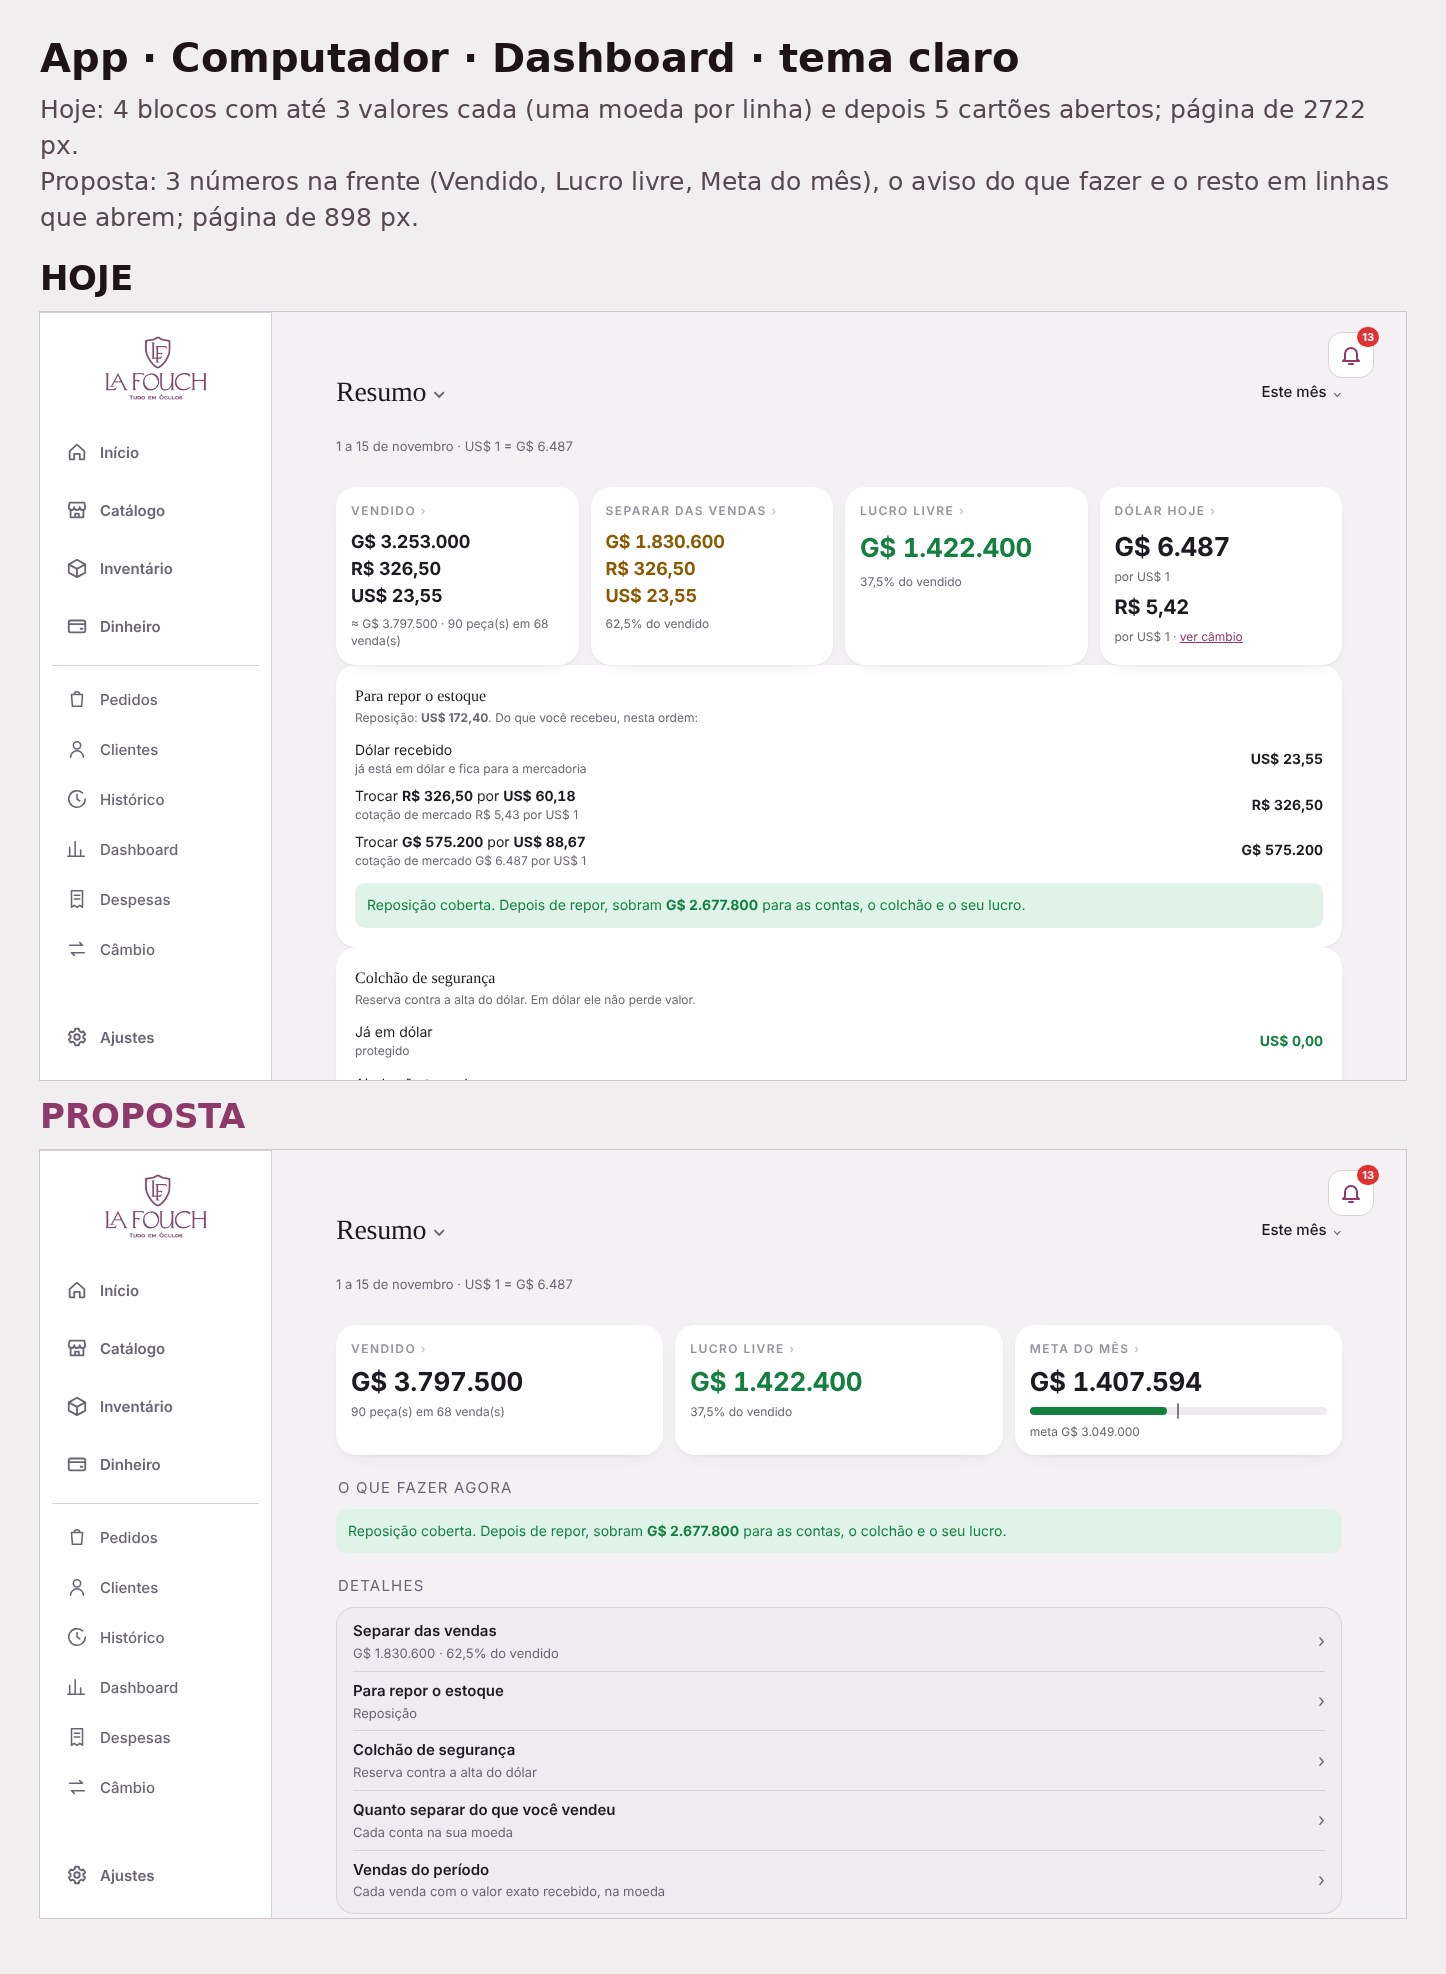 App · Computador · Dashboard · tema claro
Hoje: 4 blocos com até 3 valores cada (uma moeda por linha) e depois 5 cartões abertos; página de 2722
px.
Proposta: 3 números na frente (Vendido, Lucro livre, Meta do mês), o aviso do que fazer e o resto em linhas
que abrem; página de 898 px.
HOJE
LF
LA FOUCH
TUDO EM ÓCULOS
Início
Catálogo
Inventário
Dinheiro
Pedidos
Clientes
Histórico
Dashboard
Despesas
Câmbio
Ajustes
13
Resumo
Este mês
1 a 15 de novembro · US$ 1 = G$ 6.487
VENDIDO ›
G$ 3.253.000
R$ 326,50
US$ 23,55
≈ G$ 3.797.500 · 90 peça(s) em 68
venda(s)
SEPARAR DAS VENDAS ›
G$ 1.830.600
R$ 326,50
US$ 23,55
62,5% do vendido
LUCRO LIVRE ›
G$ 1.422.400
37,5% do vendido
DÓLAR HOJE ›
G$ 6.487
por US$ 1
R$ 5,42
por US$ 1 · ver câmbio
Para repor o estoque
Reposição: US$ 172,40. Do que você recebeu, nesta ordem:
Dólar recebido
já está em dólar e fica para a mercadoria
US$ 23,55
Trocar R$ 326,50 por US$ 60,18
cotação de mercado R$ 5,43 por US$ 1
R$ 326,50
Trocar G$ 575.200 por US$ 88,67
cotação de mercado G$ 6.487 por US$ 1
G$ 575.200
Reposição coberta. Depois de repor, sobram G$ 2.677.800 para as contas, o colchão e o seu lucro.
Colchão de segurança
Reserva contra a alta do dólar. Em dólar ele não perde valor.
Já em dólar
protegido
US$ 0,00
PROPOSTA
LF
LA FOUCH
TUDO EM ÓCULOS
Início
Catálogo
Inventário
Dinheiro
Pedidos
Clientes
Histórico
Dashboard
Despesas
Câmbio
Ajustes
13
Resumo
Este mês
1 a 15 de novembro · US$ 1 = G$ 6.487
VENDIDO ›
G$ 3.797.500
90 peça(s) em 68 venda(s)
LUCRO LIVRE ›
G$ 1.422.400
37,5% do vendido
META DO MÊS ›
G$ 1.407.594
meta G$ 3.049.000
O QUE FAZER AGORA
Reposição coberta. Depois de repor, sobram G$ 2.677.800 para as contas, o colchão e o seu lucro.
DETALHES
Separar das vendas
G$ 1.830.600 · 62,5% do vendido
›
Para repor o estoque
Reposição
›
Colchão de segurança
Reserva contra a alta do dólar
›
Quanto separar do que você vendeu
Cada conta na sua moeda
›
Vendas do período
Cada venda com o valor exato recebido, na moeda
›